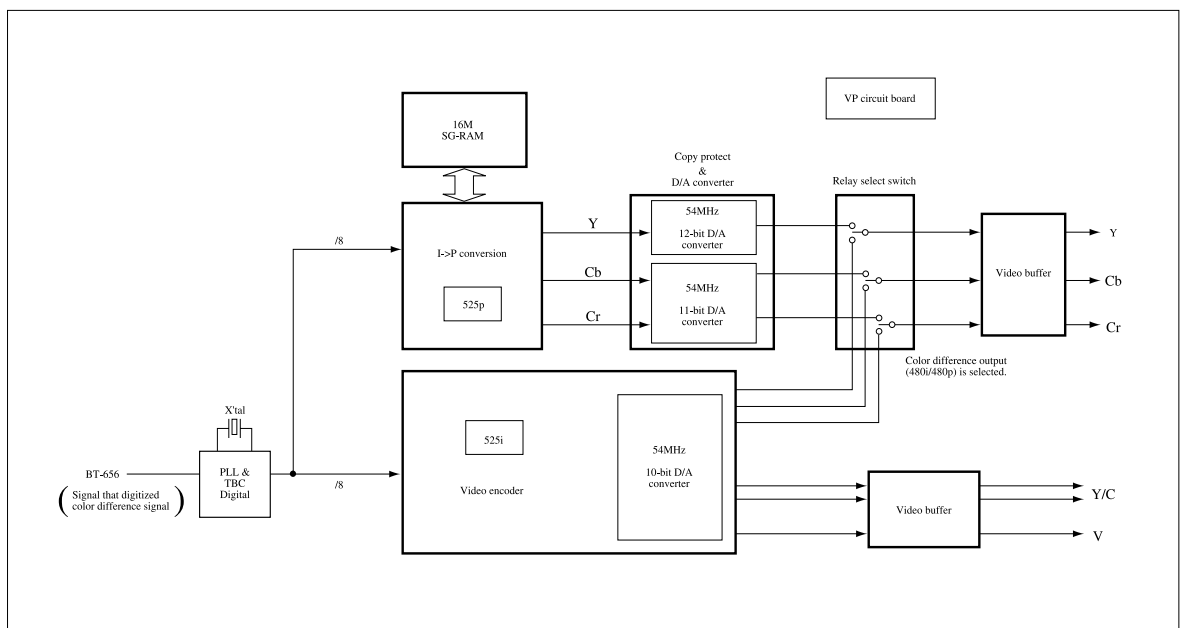 VP circuit board
16M
SG-RAM
Copy protect
&
D/A converter
Relay select switch
54MHz
12-bit D/A
converter
Y
/8
I->P conversion
525p
Cb
Cr
54MHz
11-bit D/A
converter
Video buffer
Y
Cb
Cr
Color difference output
(480i/480p) is selected.
X'tal
525i
54MHz
10-bit D/A
converter
BT-656
(Signal that digitized
color difference signal)
PLL &
TBC
Digital
/8
Video encoder
Video buffer
Y/C
V